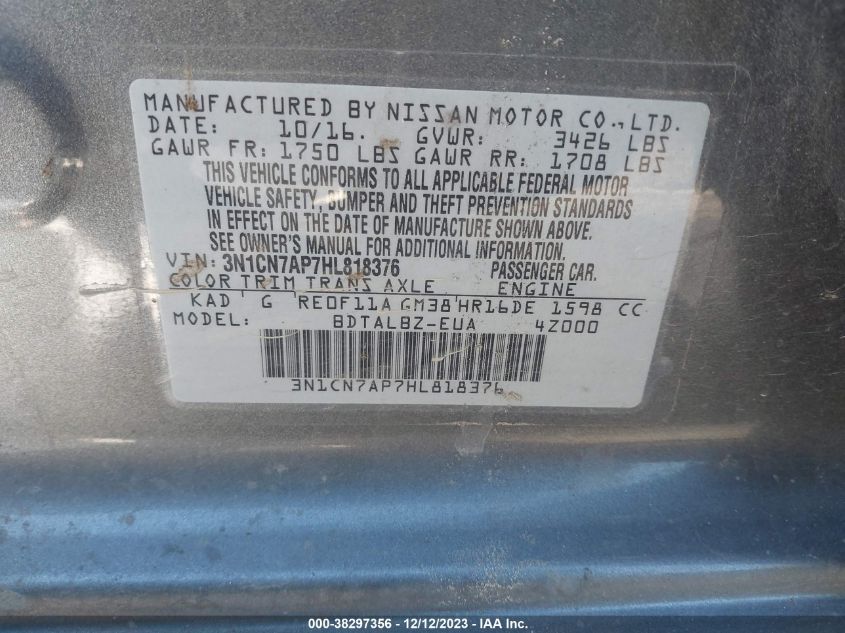 MANUFACTURED BY NISSAN MOTOR CO.,LTD.
DATE: 10/16. GVWR: 3426 LBS
GAWR FR: 1750 LBS GAWR RR: 1708 LBS
THIS VEHICLE CONFORMS TO ALL APPLICABLE FEDERAL MOTOR
VEHICLE SAFETY, BUMPER AND THEFT PREVENTION STANDARDS
IN EFFECT ON THE DATE OF MANUFACTURE SHOWN ABOVE.
SEE OWNER'S MANUAL FOR ADDITIONAL INFORMATION
VIN: 3N1CN7AP7HL818376 PASSENGER CAR.
COLOR TRIM TRANS AXLE ENGINE
KAD G RE0F11A GM38 HR16DE 1598 CC
MODEL: BDTALBZ-EUA 4Z000
3N1CN7AP7HL818376
000-38297356 - 12/12/2023 - IAA Inc.